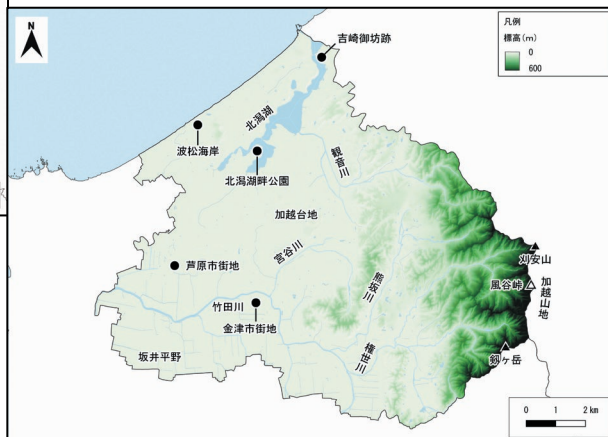 N
吉崎御坊跡
凡例
標高(m)
0
600
北潟湖
波松海岸
観音川
北潟湖畔公園
加越台地
宮谷川
刈安山
芦原市街地
熊坂川
風谷峠
加越山地
竹田川
金津市街地
権世川
坂井平野
剱ヶ岳
0 1 2 km